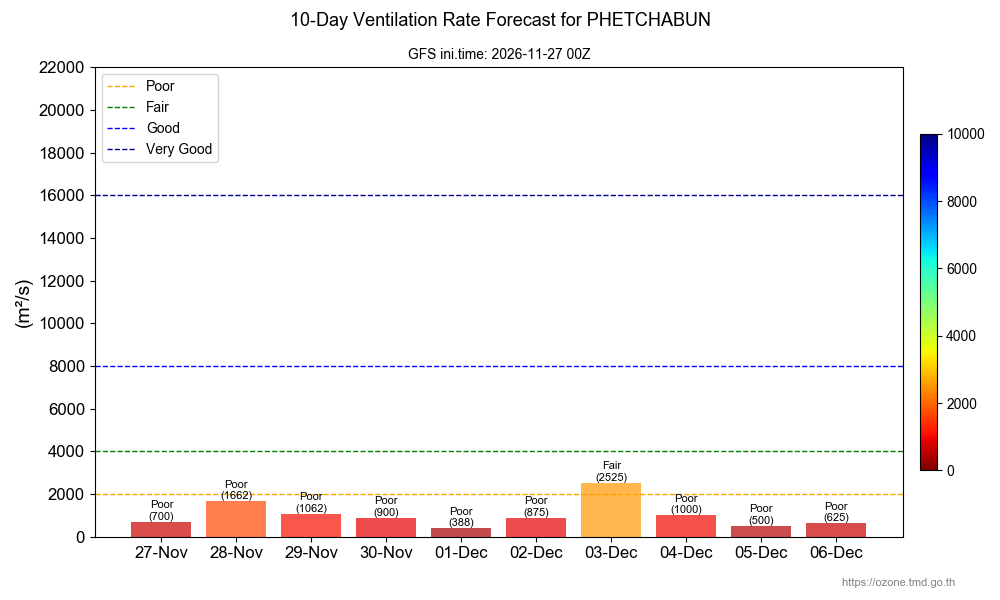 10-Day Ventilation Rate Forecast for PHETCHABUN
GFS ini.time: 2026-11-27 00Z
(m²/s)
22000
20000
18000
16000
14000
12000
10000
8000
6000
4000
2000
0
Poor
Fair
Good
Very Good
Poor
(700)
Poor
(1662)
Poor
(1062)
Poor
(900)
Poor
(388)
Poor
(875)
Fair
(2525)
Poor
(1000)
Poor
(500)
Poor
(625)
27-Nov 28-Nov 29-Nov 30-Nov 01-Dec 02-Dec 03-Dec 04-Dec 05-Dec 06-Dec
10000
8000
6000
4000
2000
0
https://ozone.tmd.go.th